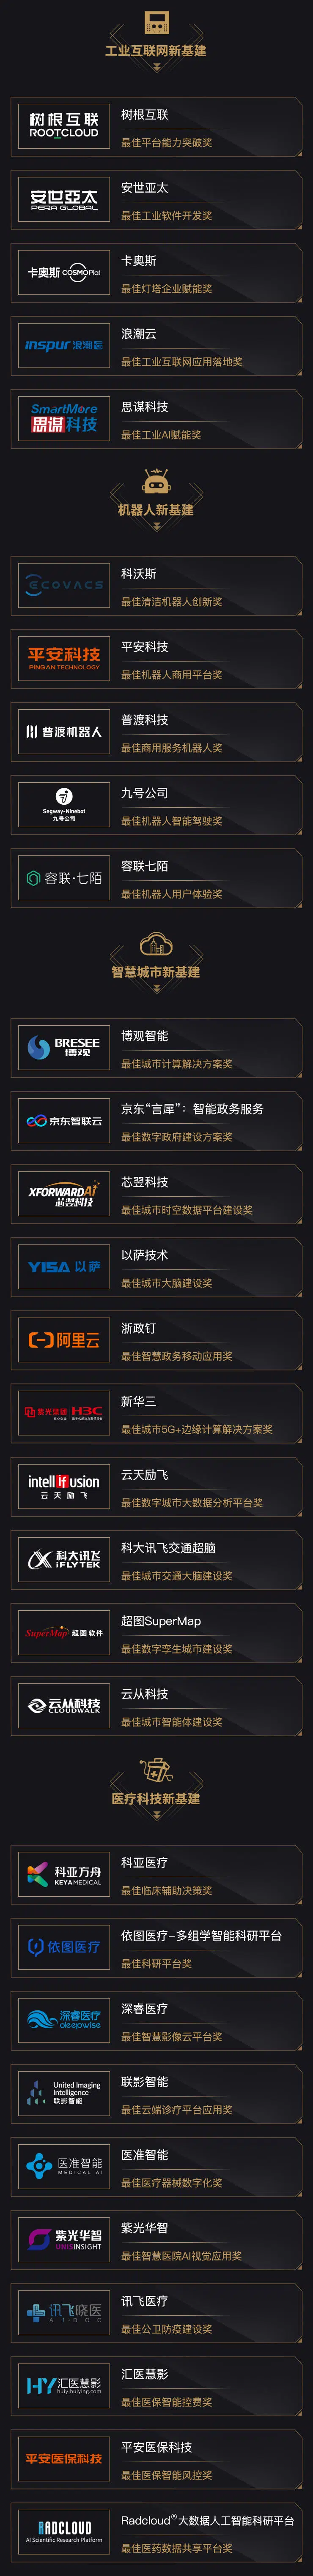 工业互联网新基建
树根互联
ROOTCLOUD
树根互联
最佳平台能力突破奖
安世亞太
PERA GLOBAL
安世亚太
最佳工业软件开发奖
卡奥斯 COSMOPlat
卡奥斯
最佳灯塔企业赋能奖
inspur 浪潮云
浪潮云
最佳工业互联网应用落地奖
SmartMore
思谋科技
思谋科技
最佳工业AI赋能奖
机器人新基建
ECOVACS
科沃斯
最佳清洁机器人创新奖
平安科技
PING AN TECHNOLOGY
平安科技
最佳机器人商用平台奖
普渡机器人
普渡科技
最佳商用服务机器人奖
Segway-Ninebot
九号公司
九号公司
最佳机器人智能驾驶奖
容联·七陌
容联七陌
最佳机器人用户体验奖
智慧城市新基建
BRESEE
博观
博观智能
最佳城市计算解决方案奖
京东智联云
京东“言犀”：智能政务服务
最佳数字政府建设方案奖
XFORWARDAI
芯翌科技
芯翌科技
最佳城市时空数据平台建设奖
YISA 以萨
以萨技术
最佳城市大脑建设奖
阿里云
浙政钉
最佳智慧政务移动应用奖
紫光集团 H3C
新华三
最佳城市5G+边缘计算解决方案奖
intellifusion
云天励飞
云天励飞
最佳数字城市大数据分析平台奖
科大讯飞
iFLYTEK
科大讯飞交通超脑
最佳城市交通大脑建设奖
SuperMap 超图软件
超图SuperMap
最佳数字孪生城市建设奖
云从科技
CLOUDWALK
云从科技
最佳城市智能体建设奖
医疗科技新基建
科亚方舟
KEYA MEDICAL
科亚医疗
最佳临床辅助决策奖
依图医疗
依图医疗-多组学智能科研平台
最佳科研平台奖
深睿医疗
deepwise
深睿医疗
最佳智慧影像云平台奖
United Imaging
Intelligence
联影智能
联影智能
最佳云端诊疗平台应用奖
医准智能
MEDICAL AI
医准智能
最佳医疗器械数字化奖
紫光华智
UNISINSIGHT
紫光华智
最佳智慧医院AI视觉应用奖
讯飞晓医
AI·DOC
讯飞医疗
最佳公卫防疫建设奖
HY 汇医慧影
huiyihuiying.com
汇医慧影
最佳医保智能控费奖
平安医保科技
平安医保科技
最佳医保智能风控奖
RADCLOUD
AI Scientific Research Platform
Radcloud®大数据人工智能科研平台
最佳医药数据共享平台奖